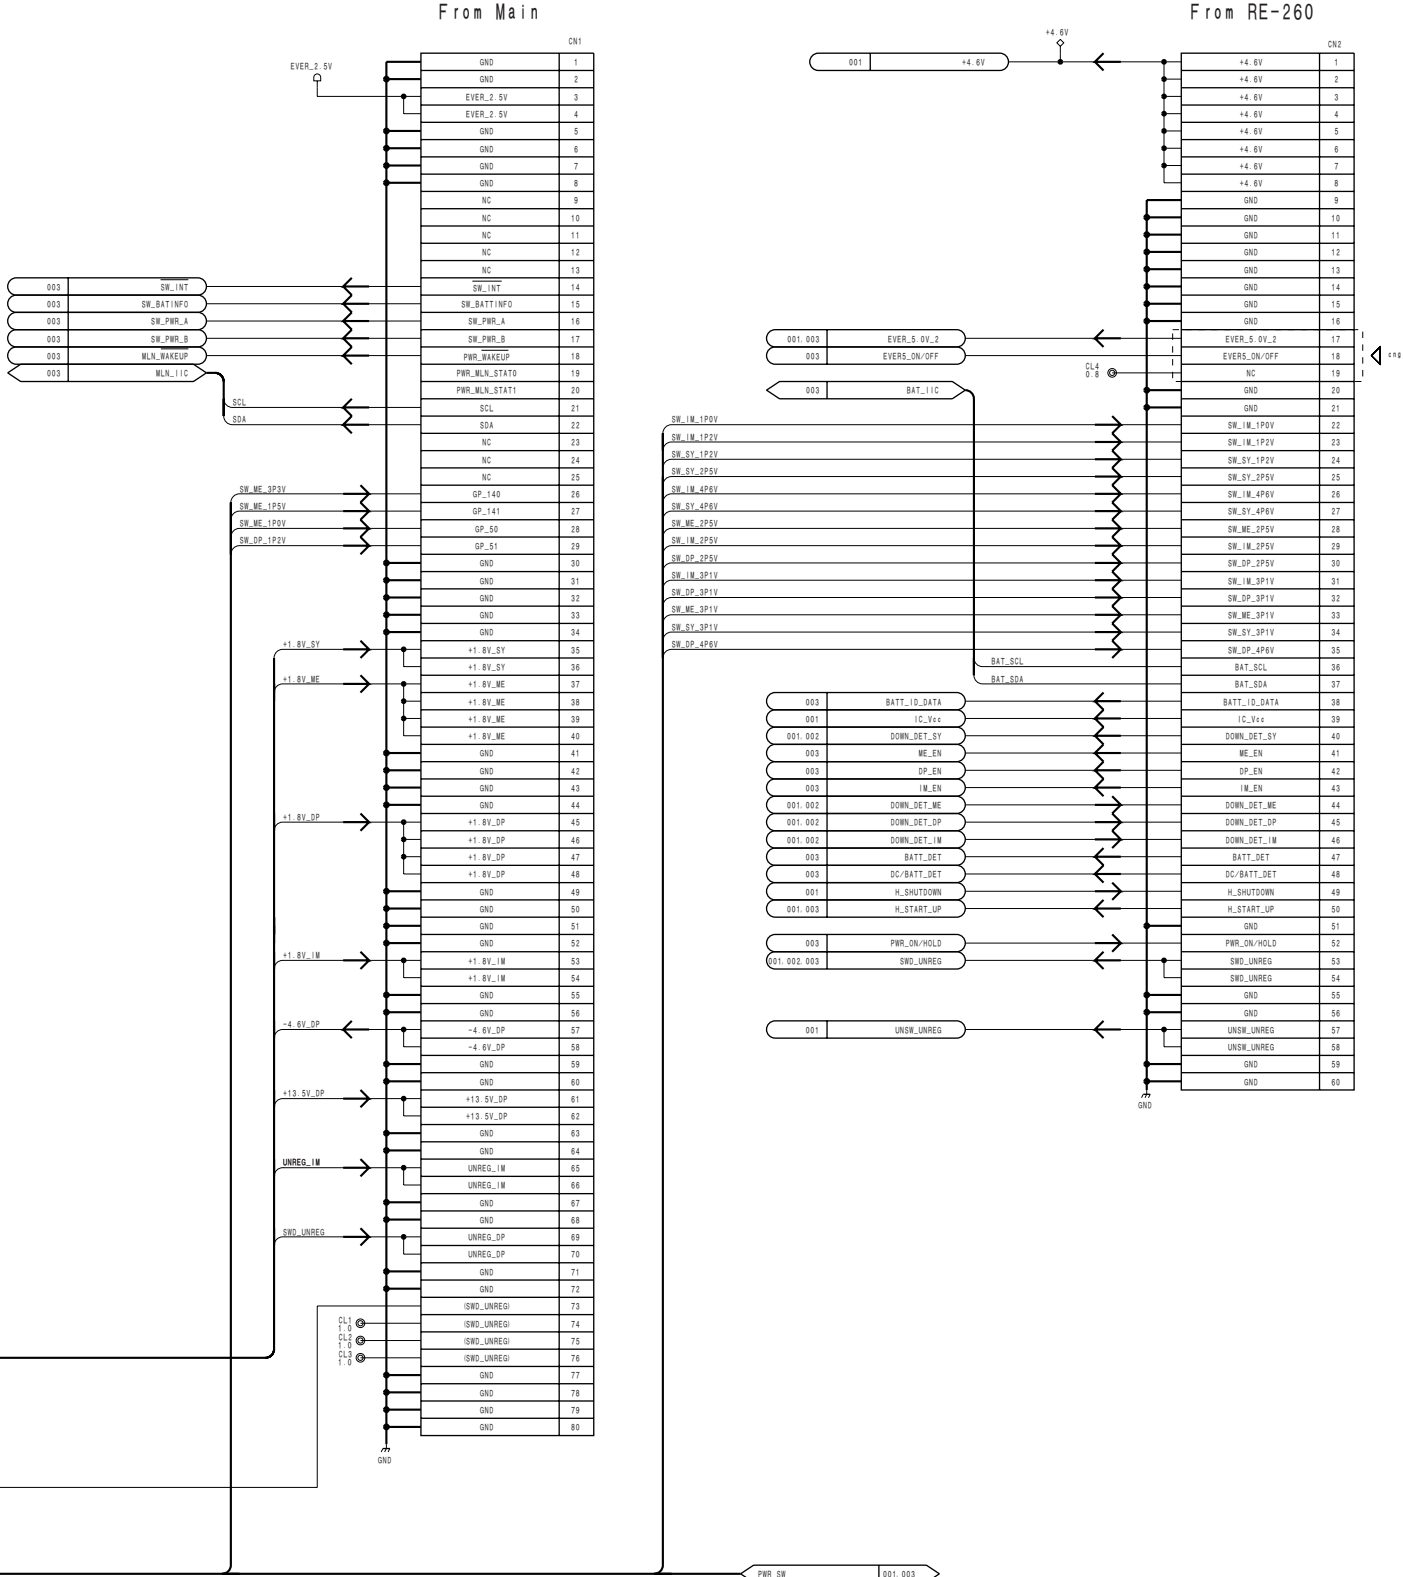 From Main
CN1
EVER_2.5V
GND 1
GND 2
EVER_2.5V 3
EVER_2.5V 4
GND 5
GND 6
GND 7
GND 8
NC 9
NC 10
NC 11
NC 12
NC 13
003 SW_INT SW_INT 14
003 SW_BATINFO SW_BATTINFO 15
003 SW_PWR_A SW_PWR_A 16
003 SW_PWR_B SW_PWR_B 17
003 MLN_WAKEUP PWR_WAKEUP 18
003 MLN_IIC PWR_MLN_STAT0 19
PWR_MLN_STAT1 20
SCL SCL 21
SDA SDA 22
NC 23
NC 24
NC 25
SW_ME_3P3V GP_140 26
SW_ME_1P5V GP_141 27
SW_ME_1P0V GP_50 28
SW_DP_1P2V GP_51 29
GND 30
GND 31
GND 32
GND 33
GND 34
+1.8V_SY +1.8V_SY 35
+1.8V_SY 36
+1.8V_ME +1.8V_ME 37
+1.8V_ME 38
+1.8V_ME 39
+1.8V_ME 40
GND 41
GND 42
GND 43
GND 44
+1.8V_DP +1.8V_DP 45
+1.8V_DP 46
+1.8V_DP 47
+1.8V_DP 48
GND 49
GND 50
GND 51
GND 52
+1.8V_IM +1.8V_IM 53
+1.8V_IM 54
GND 55
GND 56
-4.6V_DP -4.6V_DP 57
-4.6V_DP 58
GND 59
GND 60
+13.5V_DP +13.5V_DP 61
+13.5V_DP 62
GND 63
GND 64
UNREG_IM UNREG_IM 65
UNREG_IM 66
GND 67
GND 68
SWD_UNREG UNREG_DP 69
UNREG_DP 70
GND 71
GND 72
(SWD_UNREG) 73
CL1 1.0 (SWD_UNREG) 74
CL2 1.0 (SWD_UNREG) 75
CL3 1.0 (SWD_UNREG) 76
GND 77
GND 78
GND 79
GND 80
GND
From RE-260
CN2
+4.6V
001 +4.6V +4.6V 1
+4.6V 2
+4.6V 3
+4.6V 4
+4.6V 5
+4.6V 6
+4.6V 7
+4.6V 8
GND 9
GND 10
GND 11
GND 12
GND 13
GND 14
GND 15
GND 16
001.003 EVER_5.0V_2 EVER_5.0V_2 17
003 EVER5_ON/OFF EVER5_ON/OFF 18
cng
CL4 0.8 NC 19
003 BAT_IIC GND 20
GND 21
SW_IM_1P0V SW_IM_1P0V 22
SW_IM_1P2V SW_IM_1P2V 23
SW_SY_1P2V SW_SY_1P2V 24
SW_SY_2P5V SW_SY_2P5V 25
SW_IM_4P6V SW_IM_4P6V 26
SW_SY_4P6V SW_SY_4P6V 27
SW_ME_2P5V SW_ME_2P5V 28
SW_IM_2P5V SW_IM_2P5V 29
SW_DP_2P5V SW_DP_2P5V 30
SW_IM_3P1V SW_IM_3P1V 31
SW_DP_3P1V SW_DP_3P1V 32
SW_ME_3P1V SW_ME_3P1V 33
SW_SY_3P1V SW_SY_3P1V 34
SW_DP_4P6V SW_DP_4P6V 35
BAT_SCL BAT_SCL 36
BAT_SDA BAT_SDA 37
003 BATT_ID_DATA BATT_ID_DATA 38
001 IC_Vcc IC_Vcc 39
001.002 DOWN_DET_SY DOWN_DET_SY 40
003 ME_EN ME_EN 41
003 DP_EN DP_EN 42
003 IM_EN IM_EN 43
001.002 DOWN_DET_ME DOWN_DET_ME 44
001.002 DOWN_DET_DP DOWN_DET_DP 45
001.002 DOWN_DET_IM DOWN_DET_IM 46
003 BATT_DET BATT_DET 47
003 DC/BATT_DET DC/BATT_DET 48
001 H_SHUTDOWN H_SHUTDOWN 49
001.003 H_START_UP H_START_UP 50
GND 51
003 PWR_ON/HOLD PWR_ON/HOLD 52
001.002.003 SWD_UNREG SWD_UNREG 53
SWD_UNREG 54
GND 55
GND 56
001 UNSW_UNREG UNSW_UNREG 57
UNSW_UNREG 58
GND 59
GND 60
GND
PWR_SW 001.003